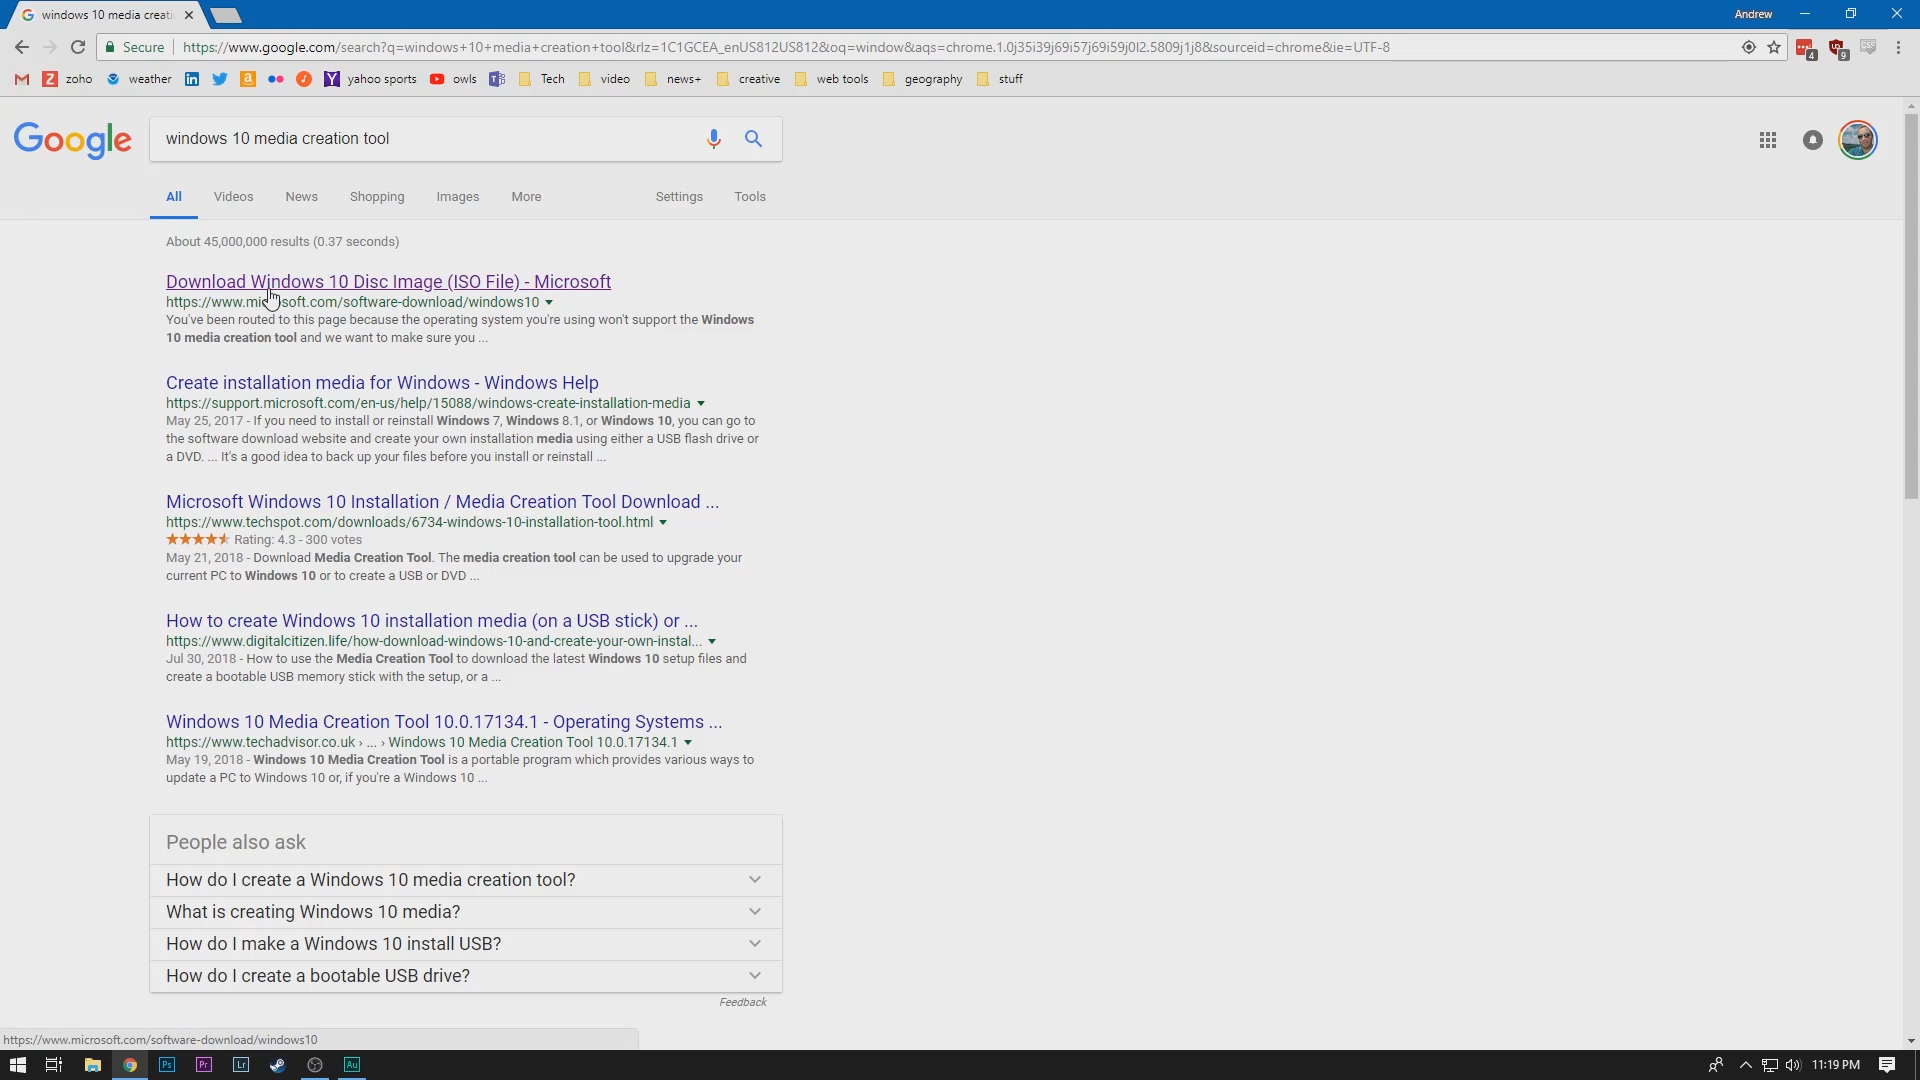 windows 10 media creati
Andrew
Secure
https://www.google.com/search?q=windows+10+media+creation+tool&rlz=1C1GCEA_enUS812US812&oq=window&aqs=chrome.1.0j35i39j69i57j69i59j0l2.5809j1j8&sourceid=chrome&ie=UTF-8
4
9
CSS
zoho
weather
yahoo sports
owls
Tech
video
news+
creative
web tools
geography
stuff
Google
windows 10 media creation tool
All
Videos
News
Shopping
Images
More
Settings
Tools
About 45,000,000 results (0.37 seconds)
Download Windows 10 Disc Image (ISO File) - Microsoft
https://www.microsoft.com/software-download/windows10
You've been routed to this page because the operating system you're using won't support the Windows
10 media creation tool and we want to make sure you ...
Create installation media for Windows - Windows Help
https://support.microsoft.com/en-us/help/15088/windows-create-installation-media
May 25, 2017 - If you need to install or reinstall Windows 7, Windows 8.1, or Windows 10, you can go to
the software download website and create your own installation media using either a USB flash drive or
a DVD. ... It's a good idea to back up your files before you install or reinstall ...
Microsoft Windows 10 Installation / Media Creation Tool Download ...
https://www.techspot.com/downloads/6734-windows-10-installation-tool.html
Rating: 4.3 - 300 votes
May 21, 2018 - Download Media Creation Tool. The media creation tool can be used to upgrade your
current PC to Windows 10 or to create a USB or DVD ...
How to create Windows 10 installation media (on a USB stick) or ...
https://www.digitalcitizen.life/how-download-windows-10-and-create-your-own-instal...
Jul 30, 2018 - How to use the Media Creation Tool to download the latest Windows 10 setup files and
create a bootable USB memory stick with the setup, or a ...
Windows 10 Media Creation Tool 10.0.17134.1 - Operating Systems ...
https://www.techadvisor.co.uk › ... › Windows 10 Media Creation Tool 10.0.17134.1
May 19, 2018 - Windows 10 Media Creation Tool is a portable program which provides various ways to
update a PC to Windows 10 or, if you're a Windows 10 ...
People also ask
How do I create a Windows 10 media creation tool?
What is creating Windows 10 media?
How do I make a Windows 10 install USB?
How do I create a bootable USB drive?
Feedback
https://www.microsoft.com/software-download/windows10
Ps
Pr
Lr
Au
11:19 PM